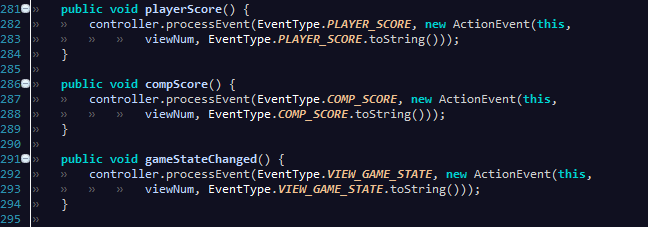 281 public void playerScore() {
282 controller.processEvent(EventType.PLAYER_SCORE, new ActionEvent(this,
283 viewNum, EventType.PLAYER_SCORE.toString()));
284 }
285
286 public void compScore() {
287 controller.processEvent(EventType.COMP_SCORE, new ActionEvent(this,
288 viewNum, EventType.COMP_SCORE.toString()));
289 }
290
291 public void gameStateChanged() {
292 controller.processEvent(EventType.VIEW_GAME_STATE, new ActionEvent(this,
293 viewNum, EventType.VIEW_GAME_STATE.toString()));
294 }
295